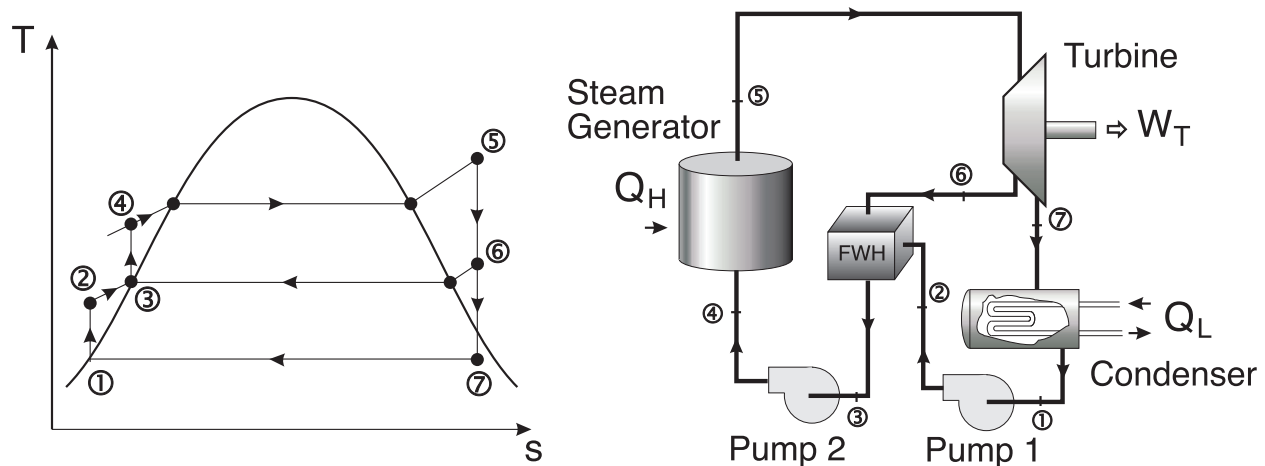 T
⑤
④
⑥
②
③
①
⑦
s
Steam
Generator
Q_H
⑤
Turbine
⇨ W_T
⑥
FWH
⑦
④
②
Q_L
Condenser
③
①
Pump 2
Pump 1